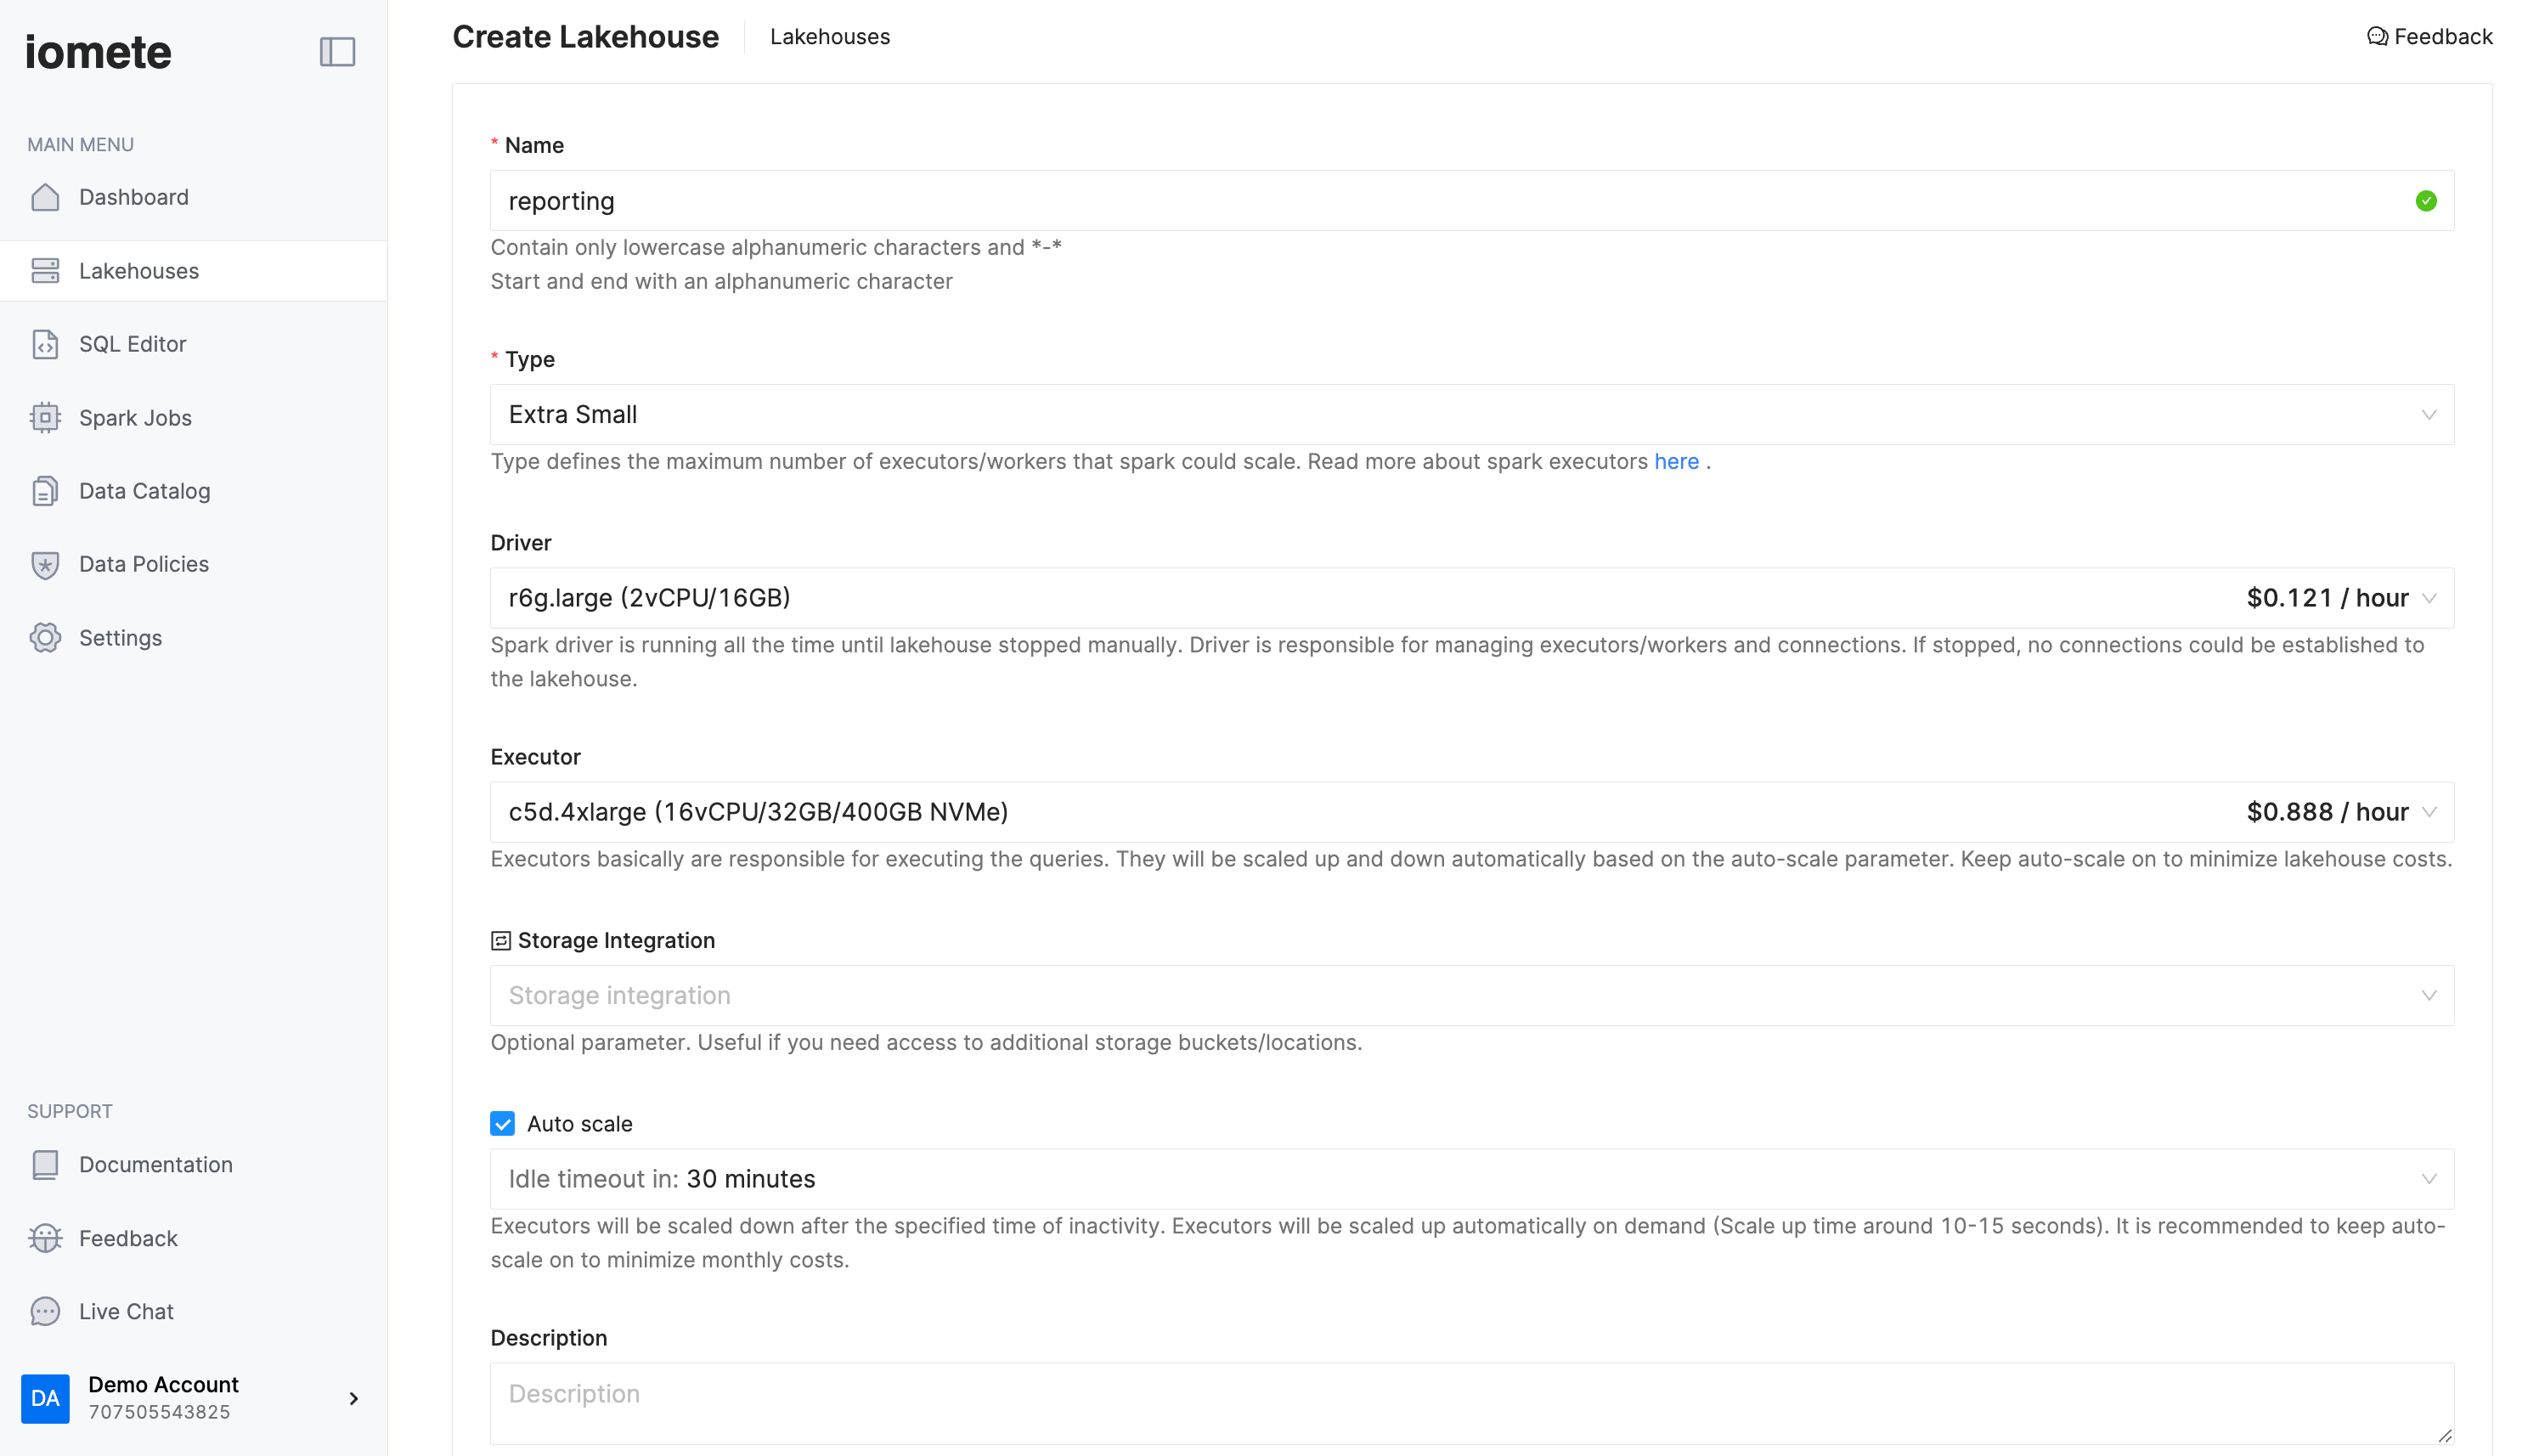 iomete
MAIN MENU
Dashboard
Lakehouses
SQL Editor
Spark Jobs
Data Catalog
Data Policies
Settings
SUPPORT
Documentation
Feedback
Live Chat
DA
Demo Account
707505543825
Create Lakehouse
Lakehouses
Feedback
* Name
reporting
Contain only lowercase alphanumeric characters and *-*
Start and end with an alphanumeric character
* Type
Extra Small
Type defines the maximum number of executors/workers that spark could scale. Read more about spark executors here .
Driver
r6g.large (2vCPU/16GB) $0.121 / hour
Spark driver is running all the time until lakehouse stopped manually. Driver is responsible for managing executors/workers and connections. If stopped, no connections could be established to
the lakehouse.
Executor
c5d.4xlarge (16vCPU/32GB/400GB NVMe) $0.888 / hour
Executors basically are responsible for executing the queries. They will be scaled up and down automatically based on the auto-scale parameter. Keep auto-scale on to minimize lakehouse costs.
Storage Integration
Storage integration
Optional parameter. Useful if you need access to additional storage buckets/locations.
Auto scale
Idle timeout in: 30 minutes
Executors will be scaled down after the specified time of inactivity. Executors will be scaled up automatically on demand (Scale up time around 10-15 seconds). It is recommended to keep auto-
scale on to minimize monthly costs.
Description
Description